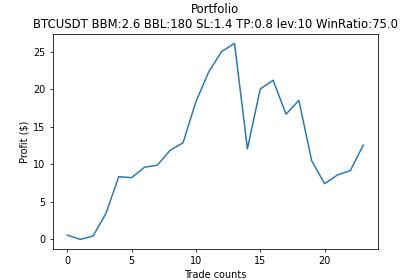 Portfolio
BTCUSDT BBM:2.6 BBL:180 SL:1.4 TP:0.8 lev:10 WinRatio:75.0
25
20
15
10
5
0
Profit ($)
0 5 10 15 20
Trade counts